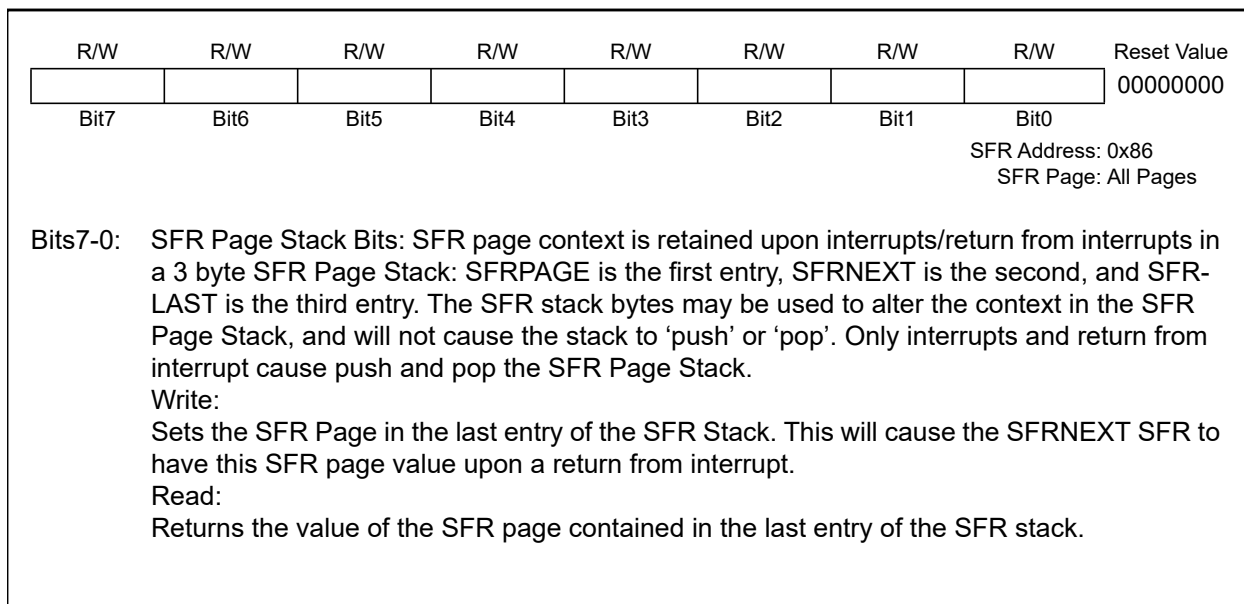 R/W R/W R/W R/W R/W R/W R/W R/W Reset Value
00000000
Bit7 Bit6 Bit5 Bit4 Bit3 Bit2 Bit1 Bit0
SFR Address: 0x86
SFR Page: All Pages
Bits7-0: SFR Page Stack Bits: SFR page context is retained upon interrupts/return from interrupts in
a 3 byte SFR Page Stack: SFRPAGE is the first entry, SFRNEXT is the second, and SFR-
LAST is the third entry. The SFR stack bytes may be used to alter the context in the SFR
Page Stack, and will not cause the stack to ‘push’ or ‘pop’. Only interrupts and return from
interrupt cause push and pop the SFR Page Stack.
Write:
Sets the SFR Page in the last entry of the SFR Stack. This will cause the SFRNEXT SFR to
have this SFR page value upon a return from interrupt.
Read:
Returns the value of the SFR page contained in the last entry of the SFR stack.